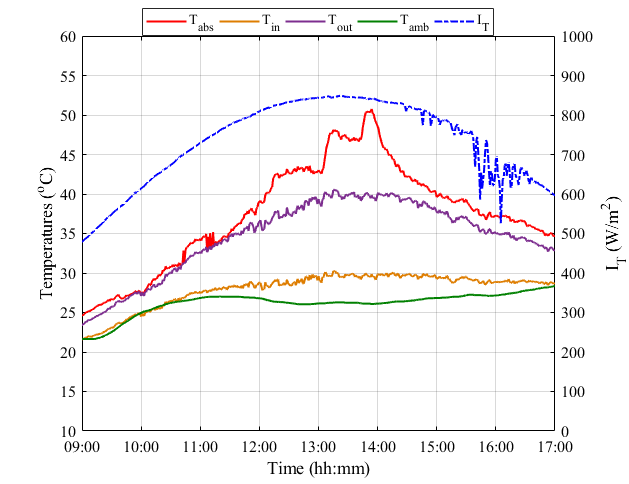 T_abs T_in T_out T_amb I_T
60 1000
55 900
50 800
45 700
40 600
35 500
30 400
25 300
20 200
15 100
10 0
Temperatures (°C)
I_T (W/m²)
09:00 10:00 11:00 12:00 13:00 14:00 15:00 16:00 17:00
Time (hh:mm)